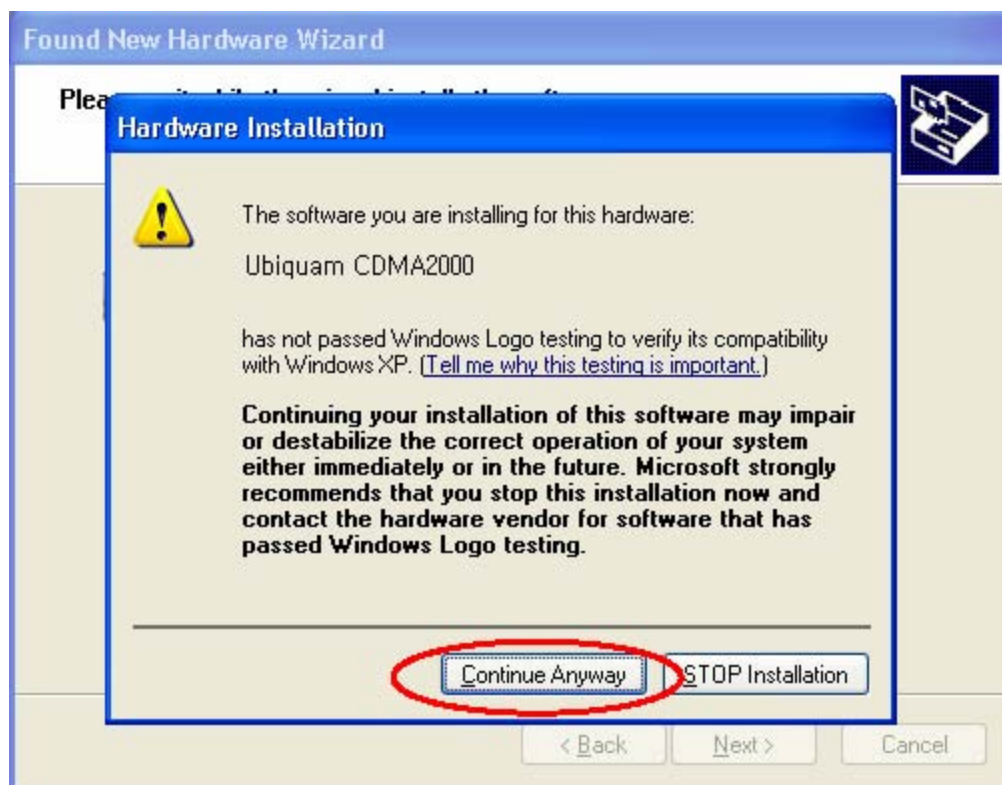 Found New Hardware Wizard
Hardware Installation
The software you are installing for this hardware:
Ubiquam CDMA2000
has not passed Windows Logo testing to verify its compatibility
with Windows XP. (Tell me why this testing is important.)
Continuing your installation of this software may impair
or destabilize the correct operation of your system
either immediately or in the future. Microsoft strongly
recommends that you stop this installation now and
contact the hardware vendor for software that has
passed Windows Logo testing.
Continue Anyway
STOP Installation
< Back
Next >
Cancel